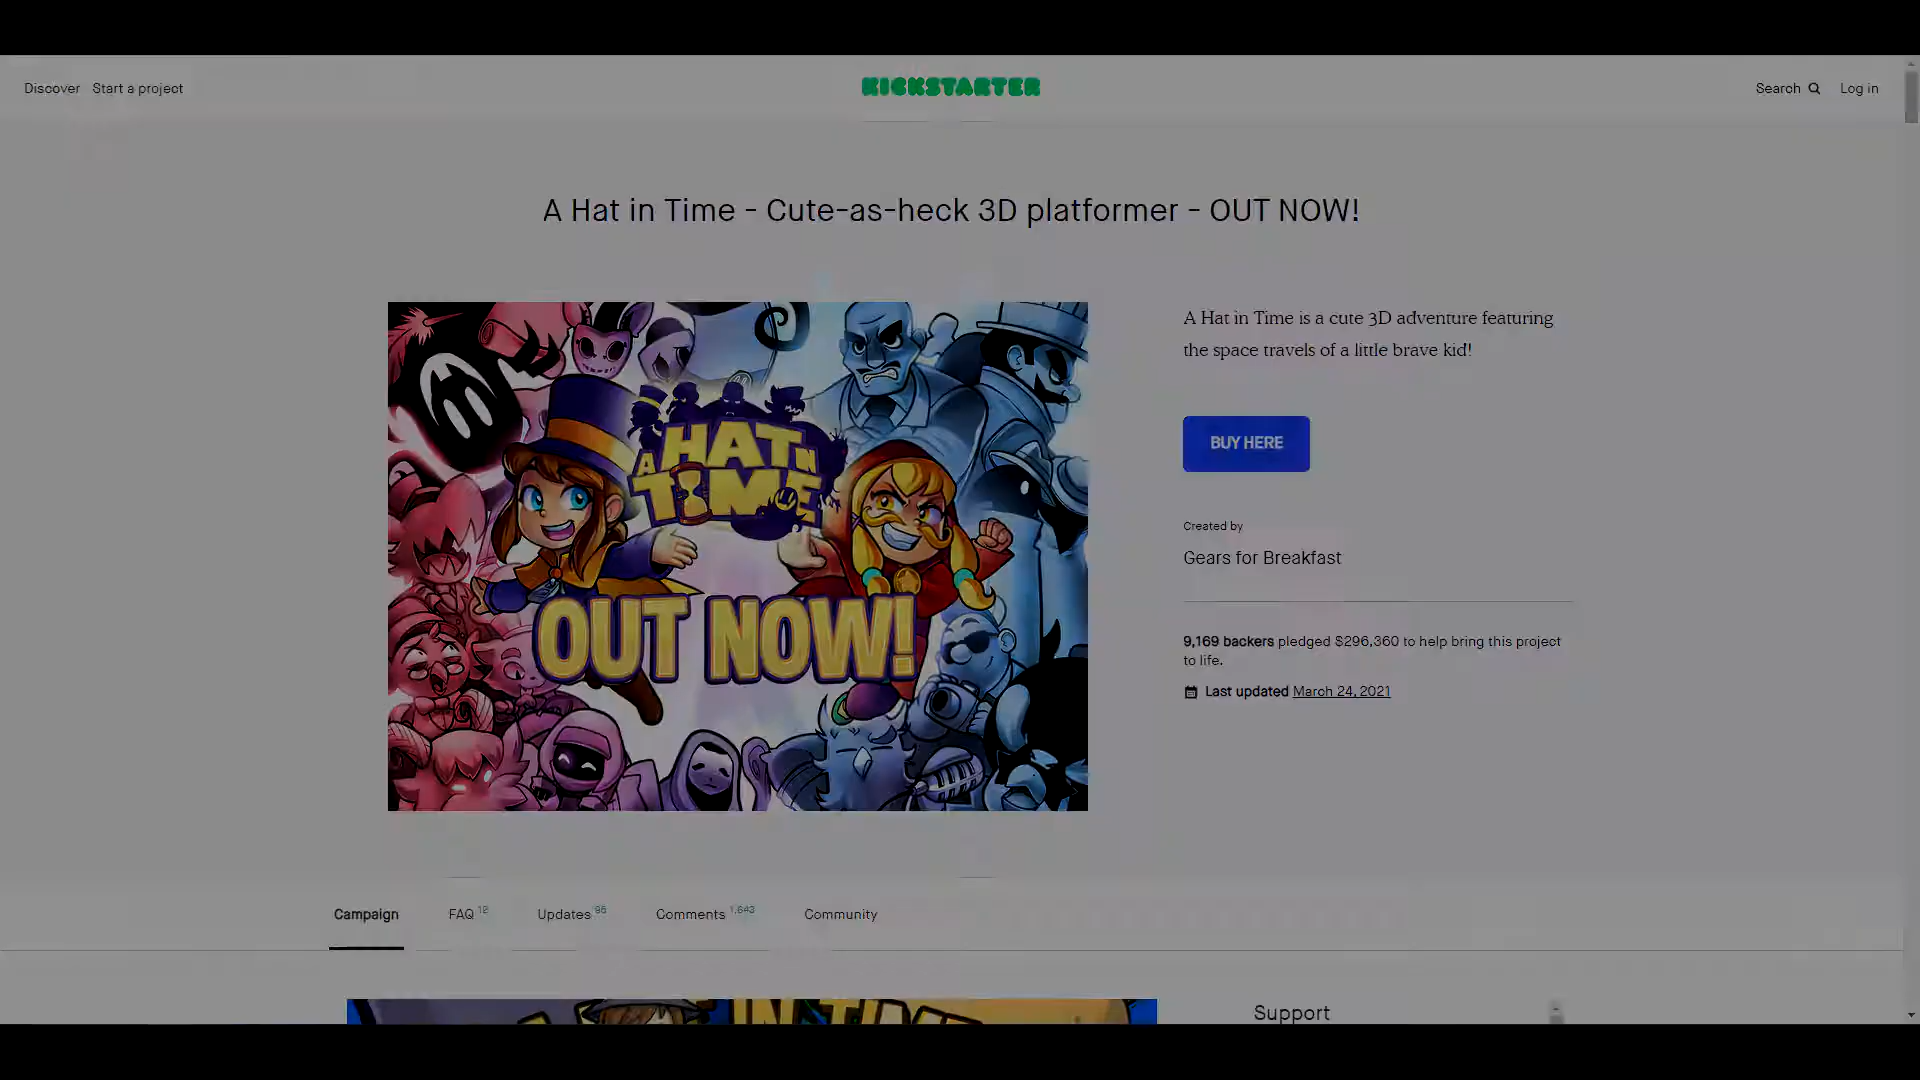 Discover Start a project
KICKSTARTER
Search Log in
A Hat in Time - Cute-as-heck 3D platformer - OUT NOW!
A HAT IN
TIME
OUT NOW!
A Hat in Time is a cute 3D adventure featuring
the space travels of a little brave kid!
BUY HERE
Created by
Gears for Breakfast
9,169 backers pledged $296,360 to help bring this project
to life.
Last updated March 24, 2021
Campaign FAQ 12 Updates 95 Comments 1,643 Community
IN TIME
Support